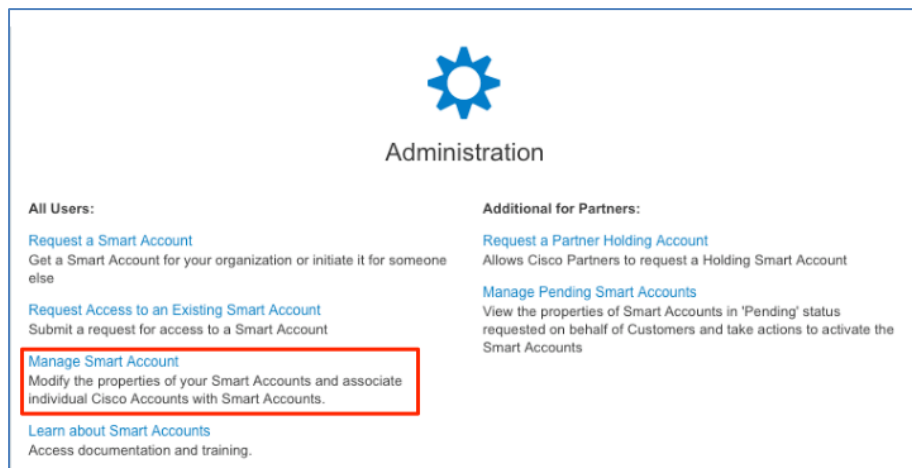 Administration
All Users:
Request a Smart Account
Get a Smart Account for your organization or initiate it for someone
else
Request Access to an Existing Smart Account
Submit a request for access to a Smart Account
Manage Smart Account
Modify the properties of your Smart Accounts and associate
individual Cisco Accounts with Smart Accounts.
Learn about Smart Accounts
Access documentation and training.
Additional for Partners:
Request a Partner Holding Account
Allows Cisco Partners to request a Holding Smart Account
Manage Pending Smart Accounts
View the properties of Smart Accounts in 'Pending' status
requested on behalf of Customers and take actions to activate the
Smart Accounts